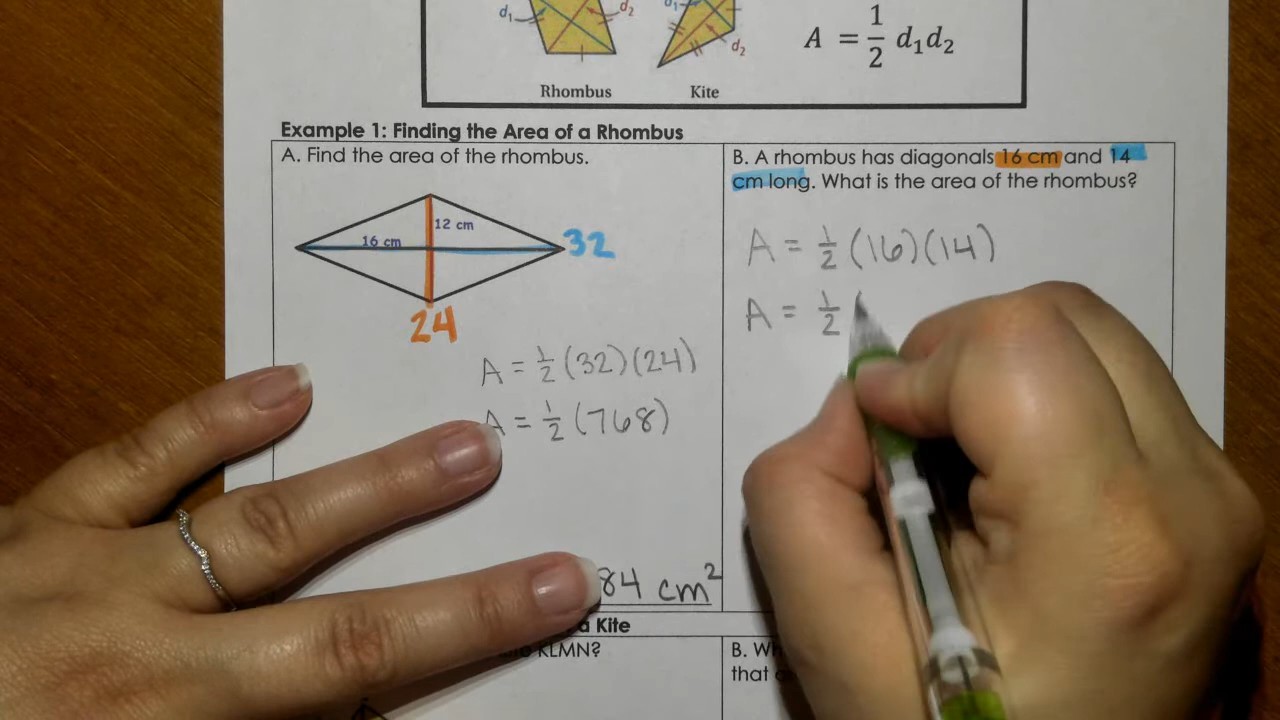 d₁ d₂ d₁ d₂
A = 1/2 d₁d₂
Rhombus Kite
Example 1: Finding the Area of a Rhombus
A. Find the area of the rhombus.
12 cm
16 cm
32
24
A = 1/2 (32)(24)
A = 1/2 (768)
84 cm²
B. A rhombus has diagonals 16 cm and 14
cm long. What is the area of the rhombus?
A = 1/2 (16)(14)
A = 1/2 (
a Kite
KLMN?
B.
that